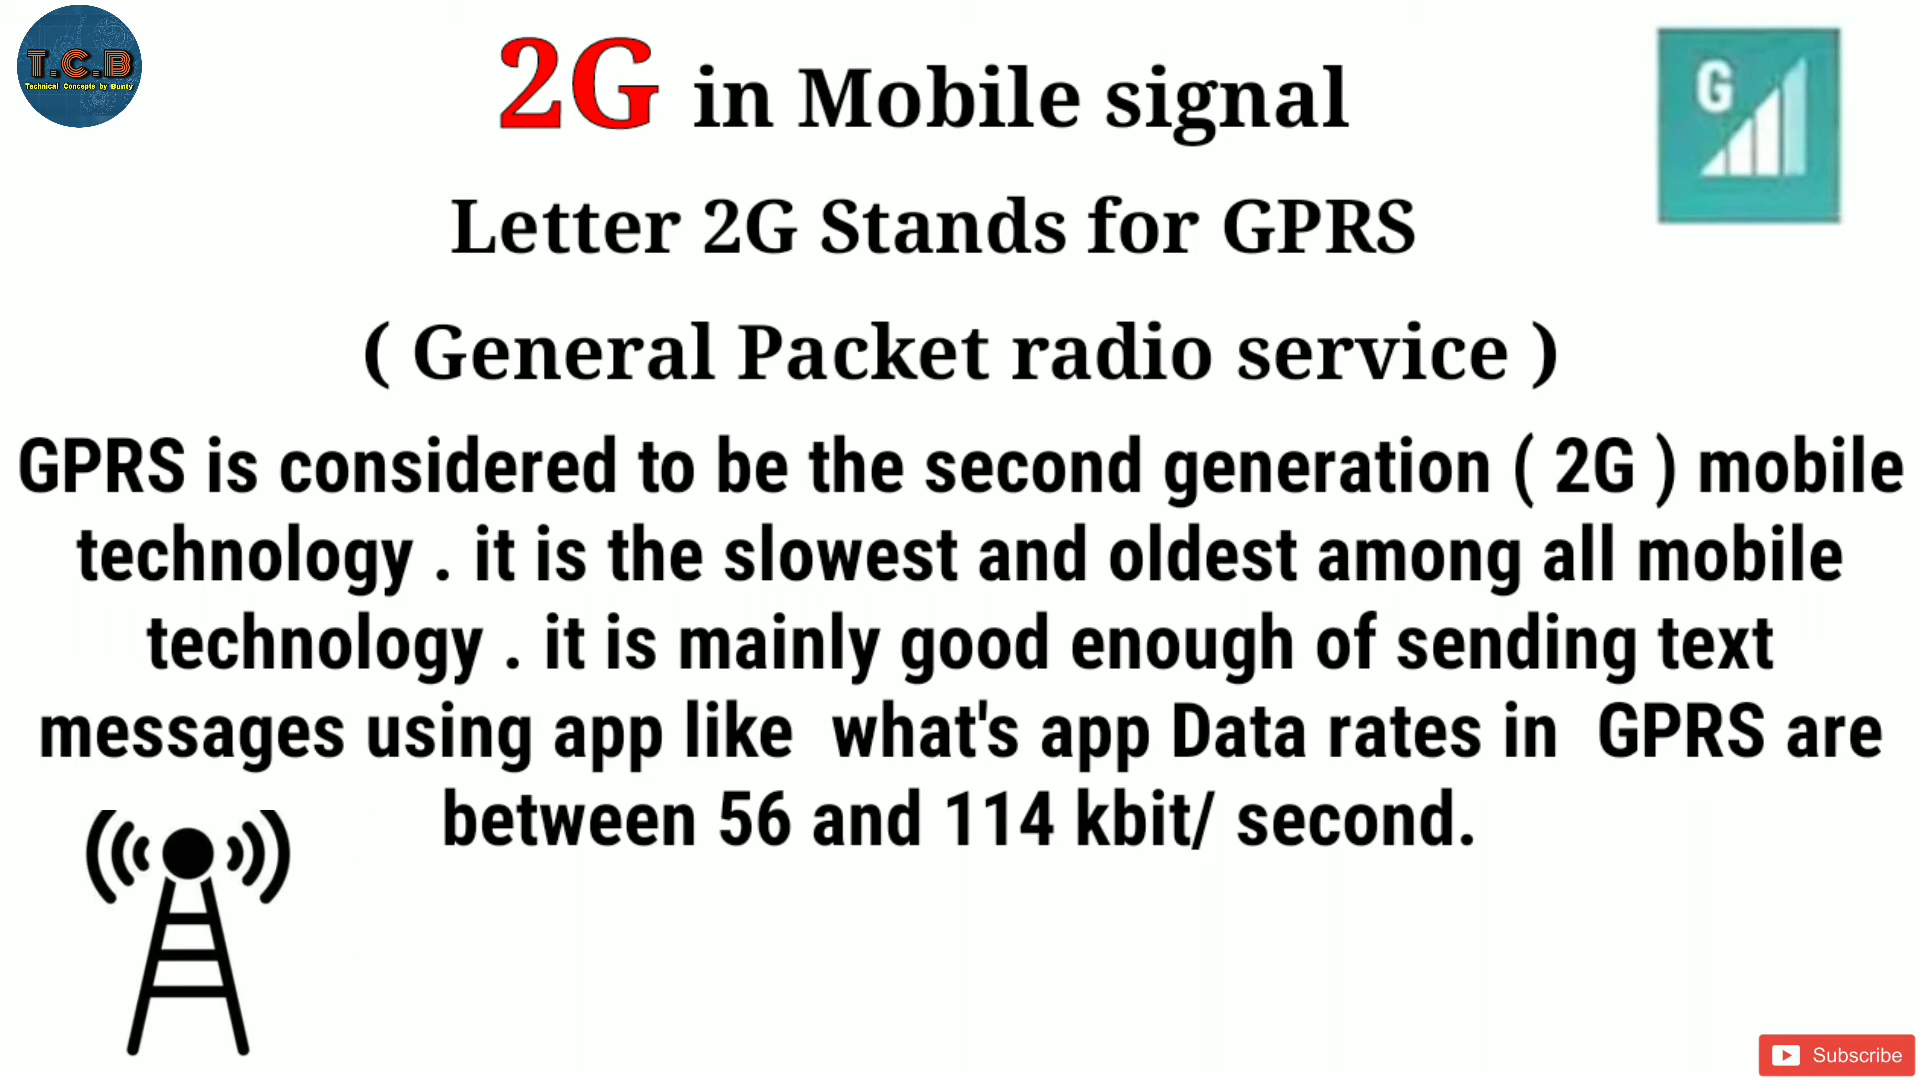 T.C.B
Technical Concepts by Bunty
2G in Mobile signal
G
Letter 2G Stands for GPRS
( General Packet radio service )
GPRS is considered to be the second generation ( 2G ) mobile
technology . it is the slowest and oldest among all mobile
technology . it is mainly good enough of sending text
messages using app like what's app Data rates in GPRS are
between 56 and 114 kbit/ second.
Subscribe